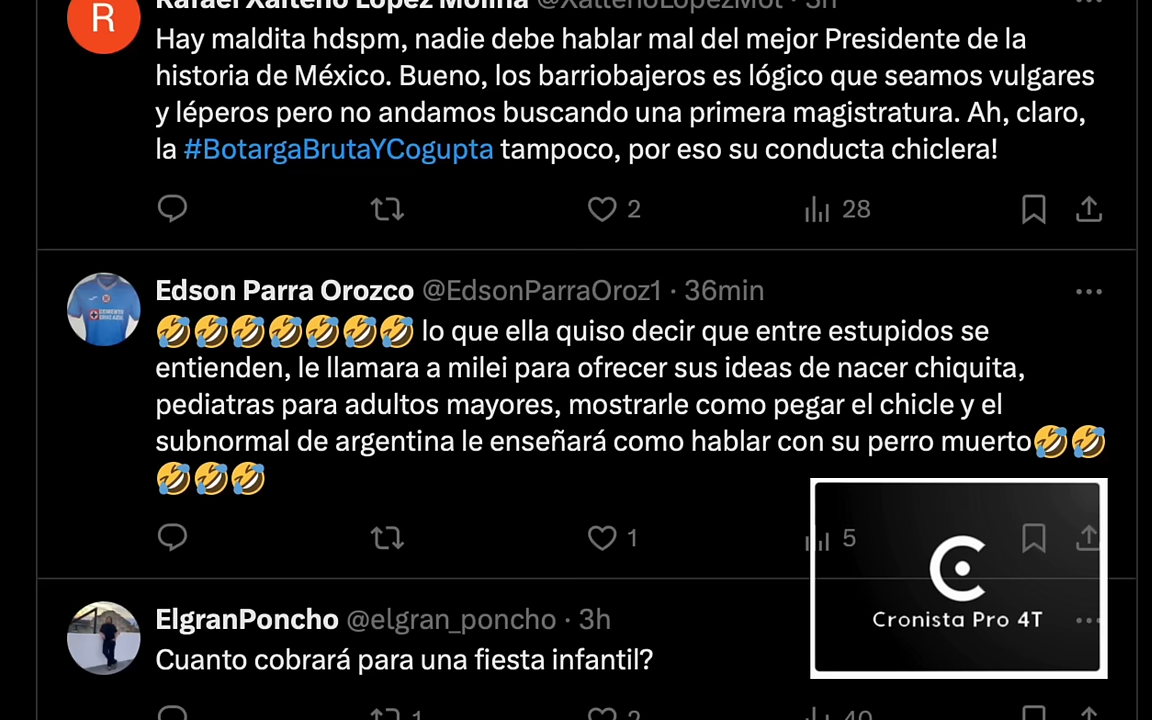 R
Rafael Xalteño López Molina @XalteñoLopezMol · 3h
Hay maldita hdspm, nadie debe hablar mal del mejor Presidente de la
historia de México. Bueno, los barriobajeros es lógico que seamos vulgares
y léperos pero no andamos buscando una primera magistratura. Ah, claro,
la #BotargaBrutaYCogupta tampoco, por eso su conducta chiclera!
2 28
Edson Parra Orozco @EdsonParraOroz1 · 36min
🤣🤣🤣🤣🤣🤣🤣 lo que ella quiso decir que entre estupidos se
entienden, le llamara a milei para ofrecer sus ideas de nacer chiquita,
pediatras para adultos mayores, mostrarle como pegar el chicle y el
subnormal de argentina le enseñará como hablar con su perro muerto🤣🤣
🤣🤣🤣
1 5
Cronista Pro 4T
ElgranPoncho @elgran_poncho · 3h
Cuanto cobrará para una fiesta infantil?
1 2 40